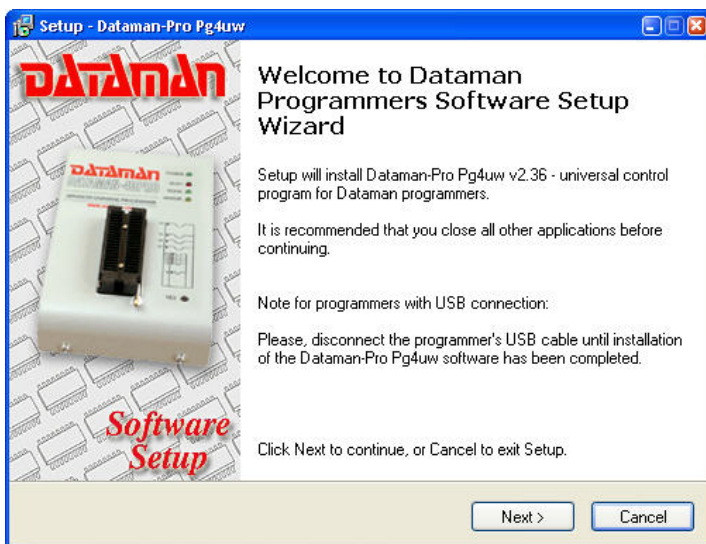 Setup - Dataman-Pro Pg4uw
DATAMAN
Welcome to Dataman
Programmers Software Setup
Wizard
Setup will install Dataman-Pro Pg4uw v2.36 - universal control
program for Dataman programmers.
It is recommended that you close all other applications before
continuing.
Note for programmers with USB connection:
Please, disconnect the programmer's USB cable until installation
of the Dataman-Pro Pg4uw software has been completed.
DATAMAN
DATAMAN-48PRO
Software
Setup
Click Next to continue, or Cancel to exit Setup.
Next >
Cancel